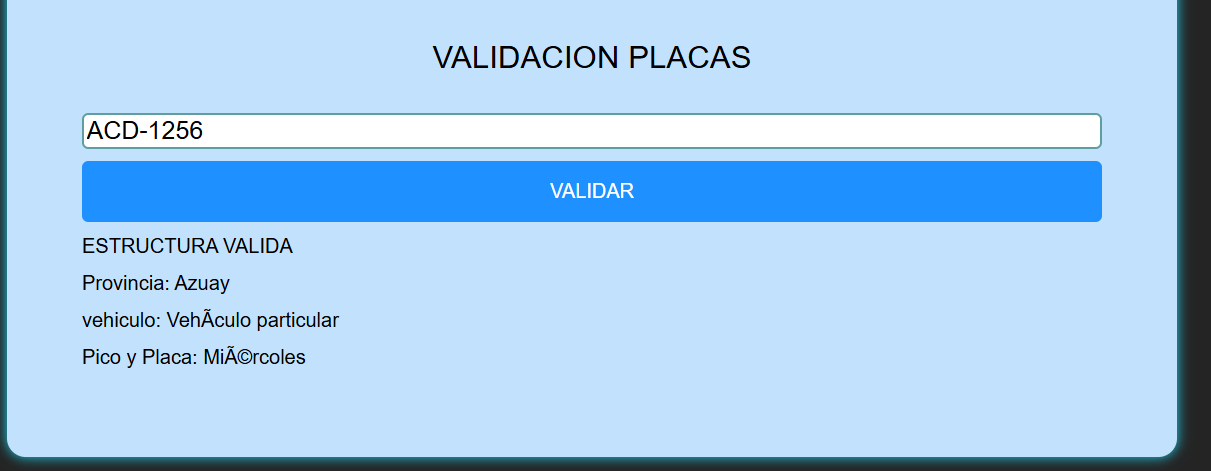 VALIDACION PLACAS
ACD-1256
VALIDAR
ESTRUCTURA VALIDA
Provincia: Azuay
vehiculo: VehÃculo particular
Pico y Placa: MiÃ©rcoles